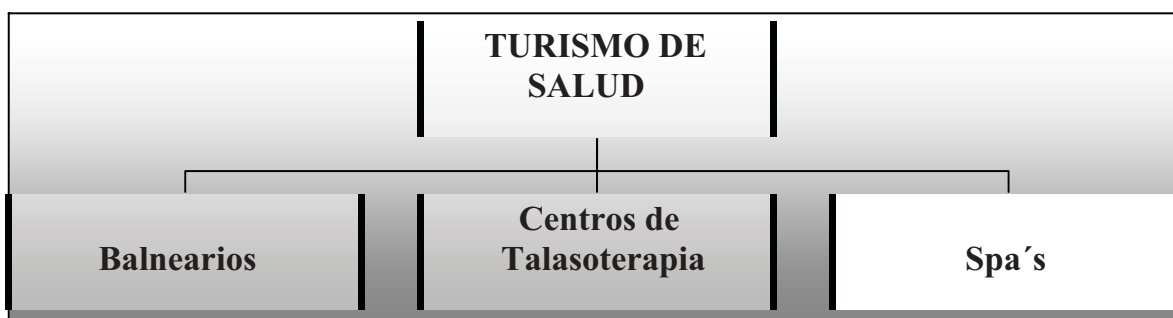 TURISMO DE
SALUD
Balnearios
Centros de
Talasoterapia
Spa´s